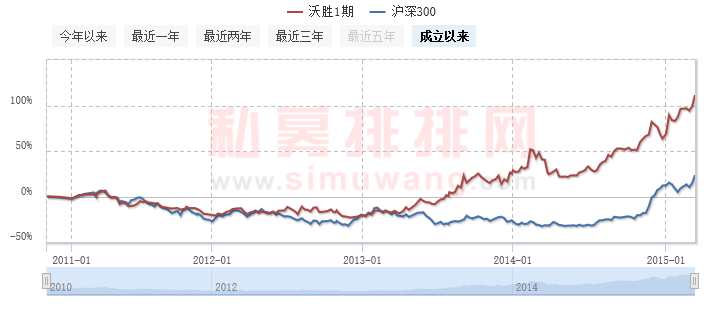 沃胜1期 沪深300
今年以来 最近一年 最近两年 最近三年 最近五年 成立以来
100%
50%
0%
-50%
私募排排网
www.simuwang.com
2011-01 2012-01 2013-01 2014-01 2015-01
2010 2012 2014